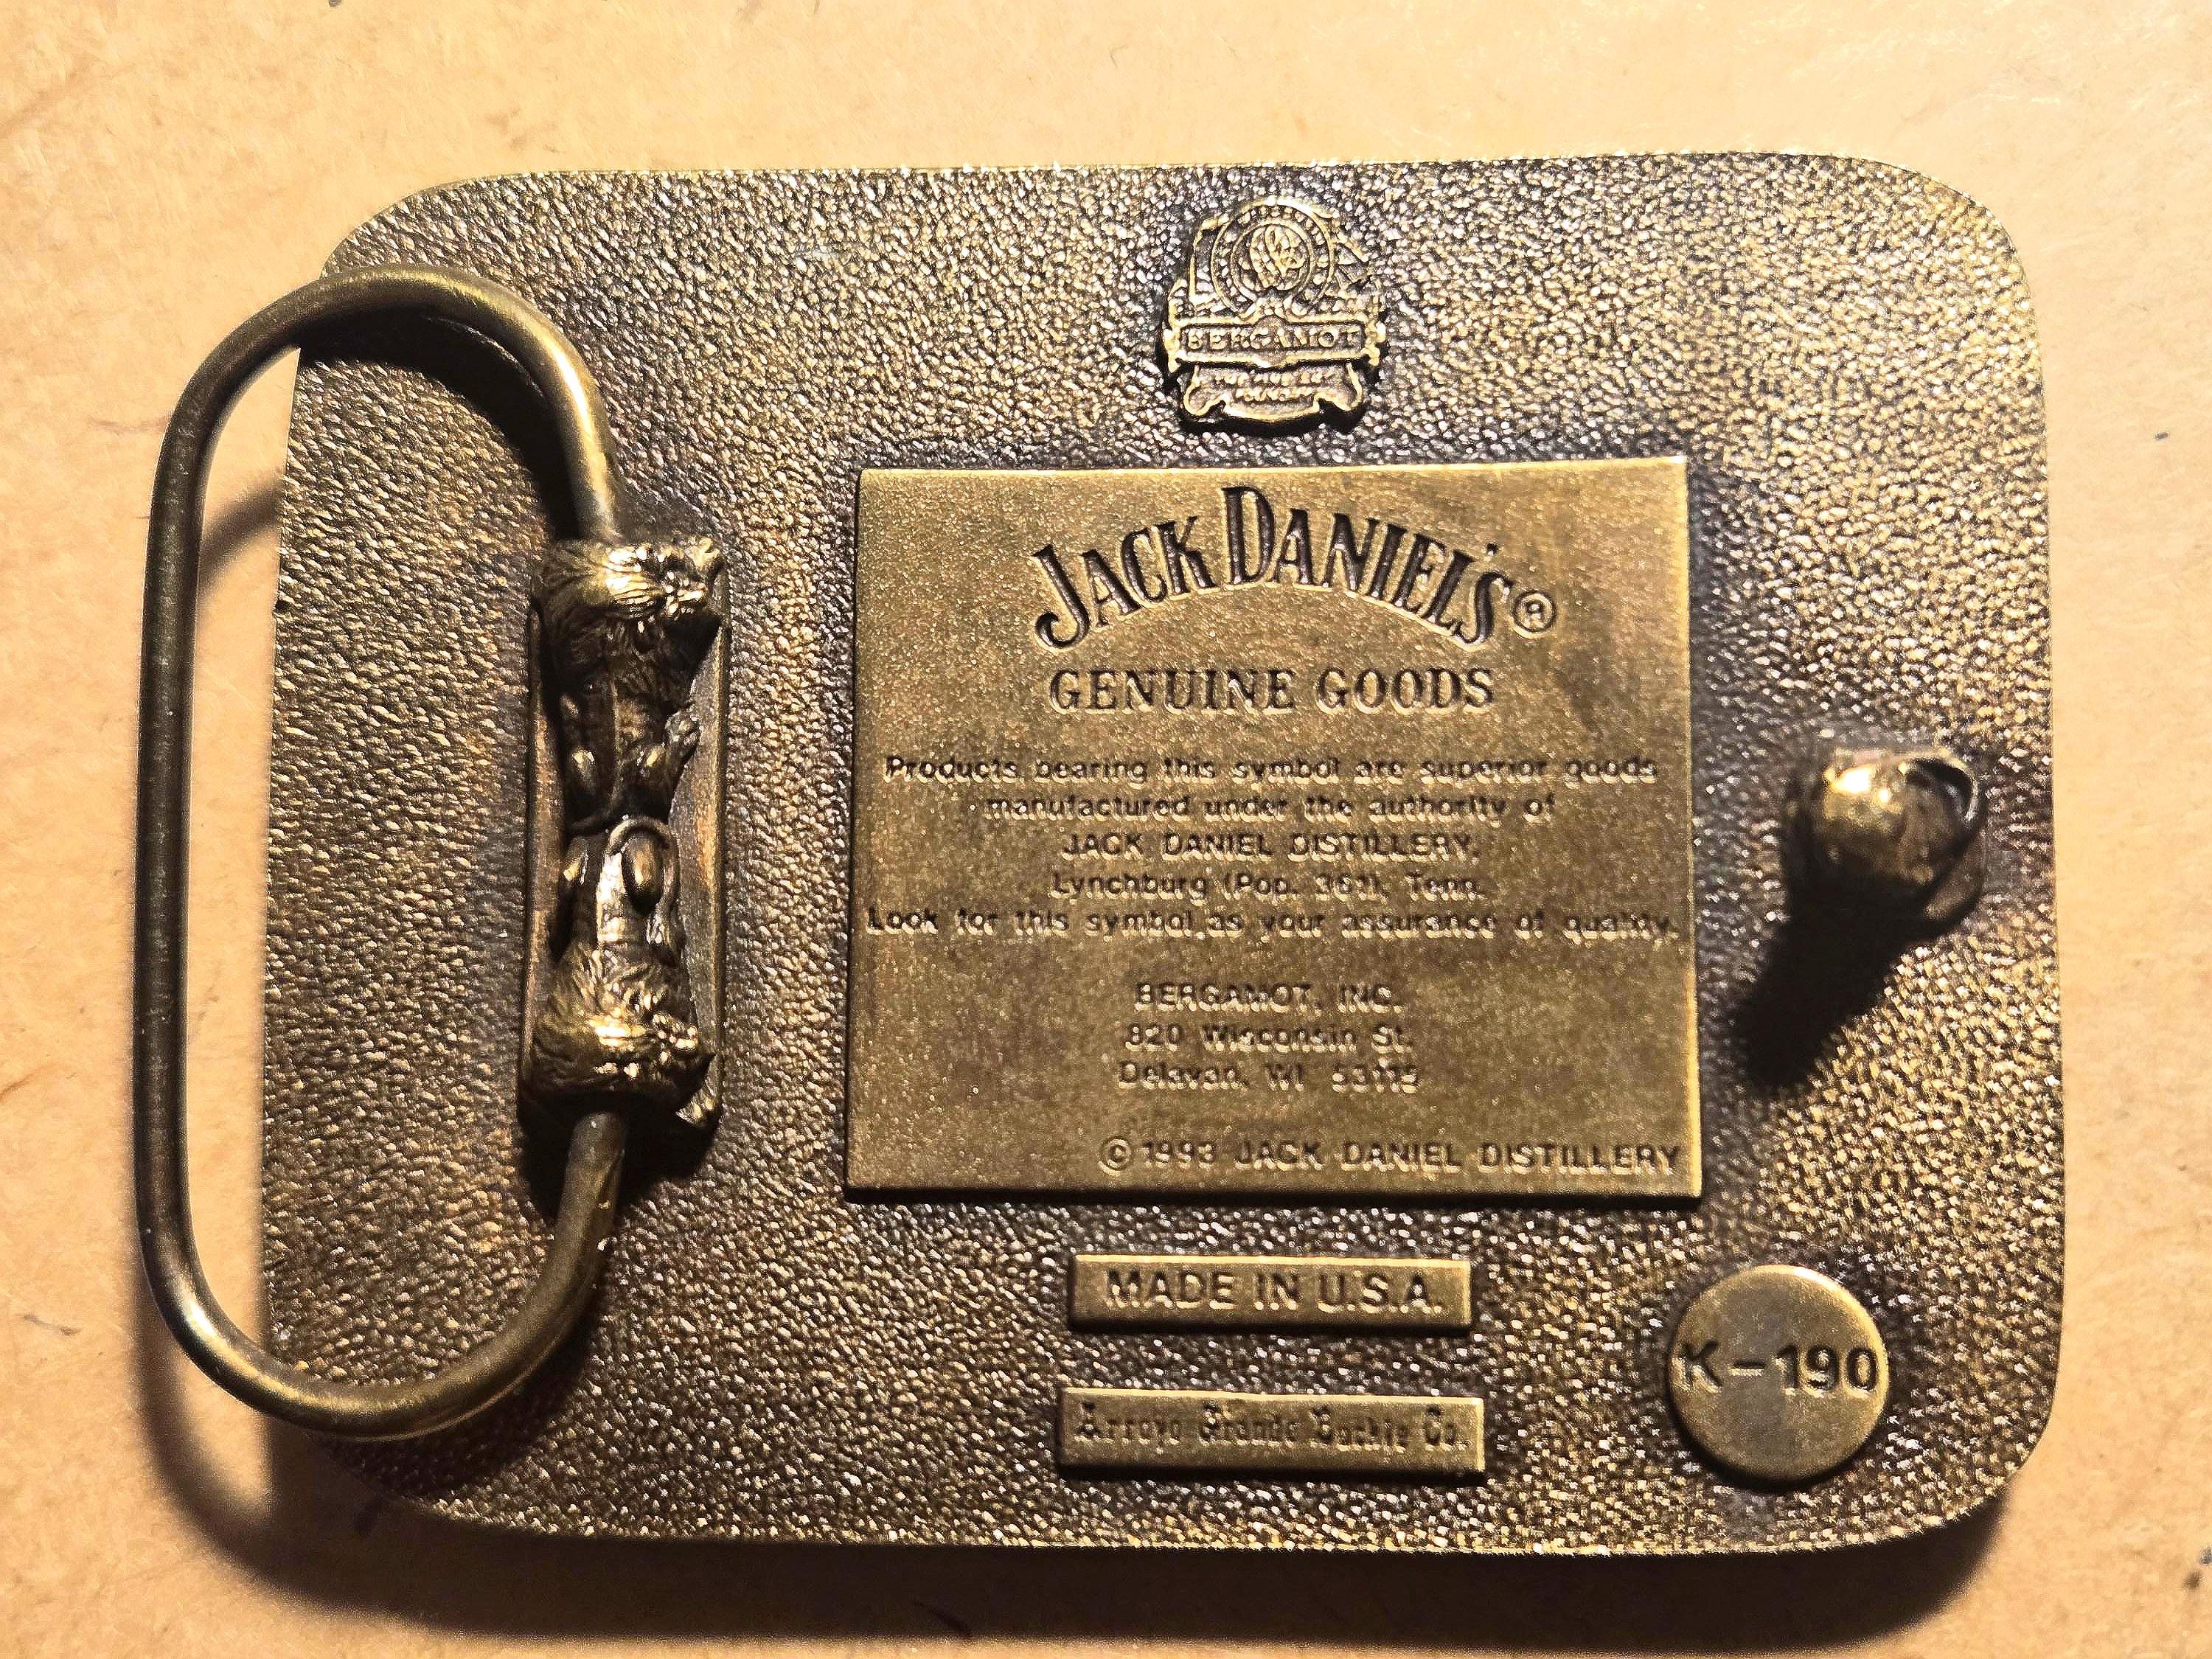 BERGAMOT
JACK DANIEL'S®
GENUINE GOODS
Products bearing this symbol are superior goods
manufactured under the authority of
JACK DANIEL DISTILLERY,
Lynchburg (Pop. 361), Tenn.
Look for this symbol as your assurance of quality.
BERGAMOT, INC.
820 Wisconsin St.
Delavan, WI 53115
© 1993 JACK DANIEL DISTILLERY
MADE IN U.S.A.
K-190
Arroyo Grande Buckle Co.